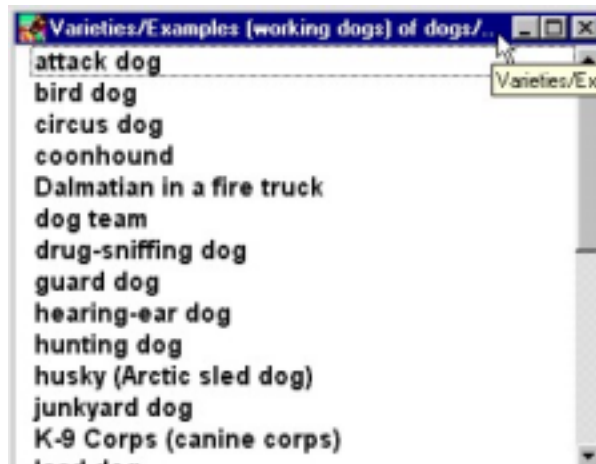 Varieties/Examples (working dogs) of dogs/..
attack dog
Varieties/Ex
bird dog
circus dog
coonhound
Dalmatian in a fire truck
dog team
drug-sniffing dog
guard dog
hearing-ear dog
hunting dog
husky (Arctic sled dog)
junkyard dog
K-9 Corps (canine corps)